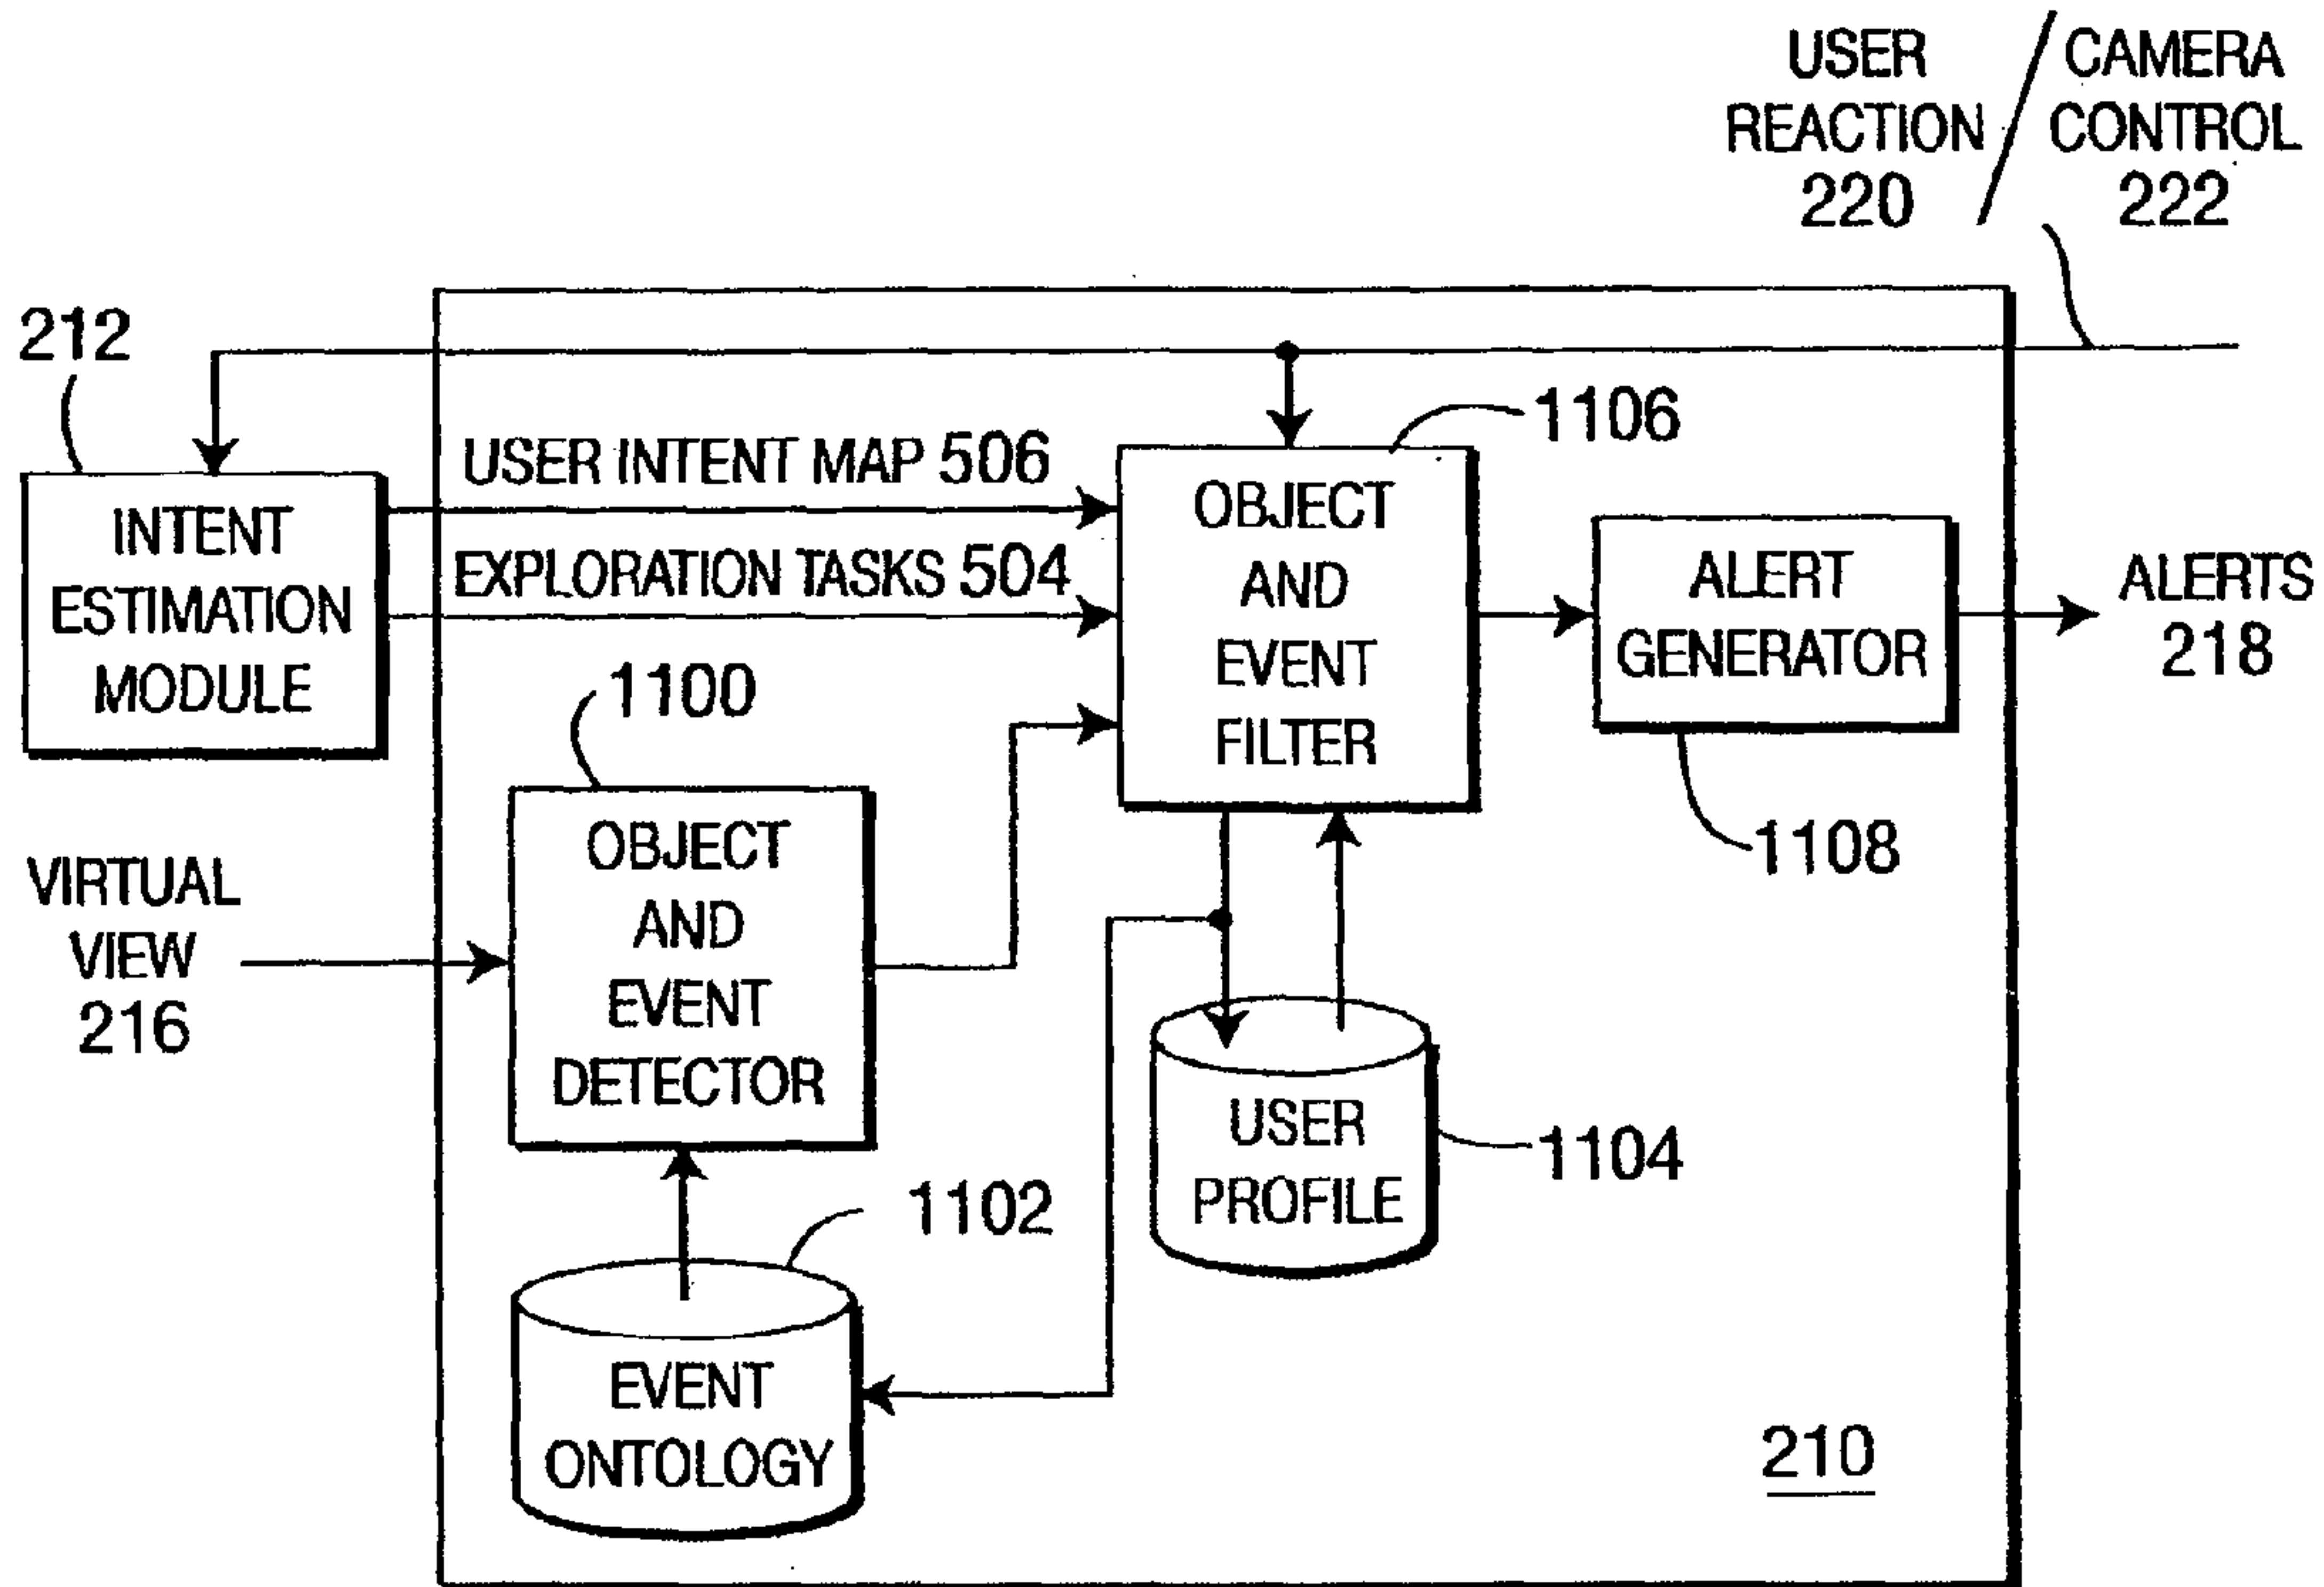 USER
REACTION
220
/
CAMERA
CONTROL
222
212
INTENT
ESTIMATION
MODULE
USER INTENT MAP 506
EXPLORATION TASKS 504
1106
OBJECT
AND
EVENT
FILTER
ALERT
GENERATOR
ALERTS
218
1108
1100
OBJECT
AND
EVENT
DETECTOR
VIRTUAL
VIEW
216
USER
PROFILE
1104
1102
EVENT
ONTOLOGY
210